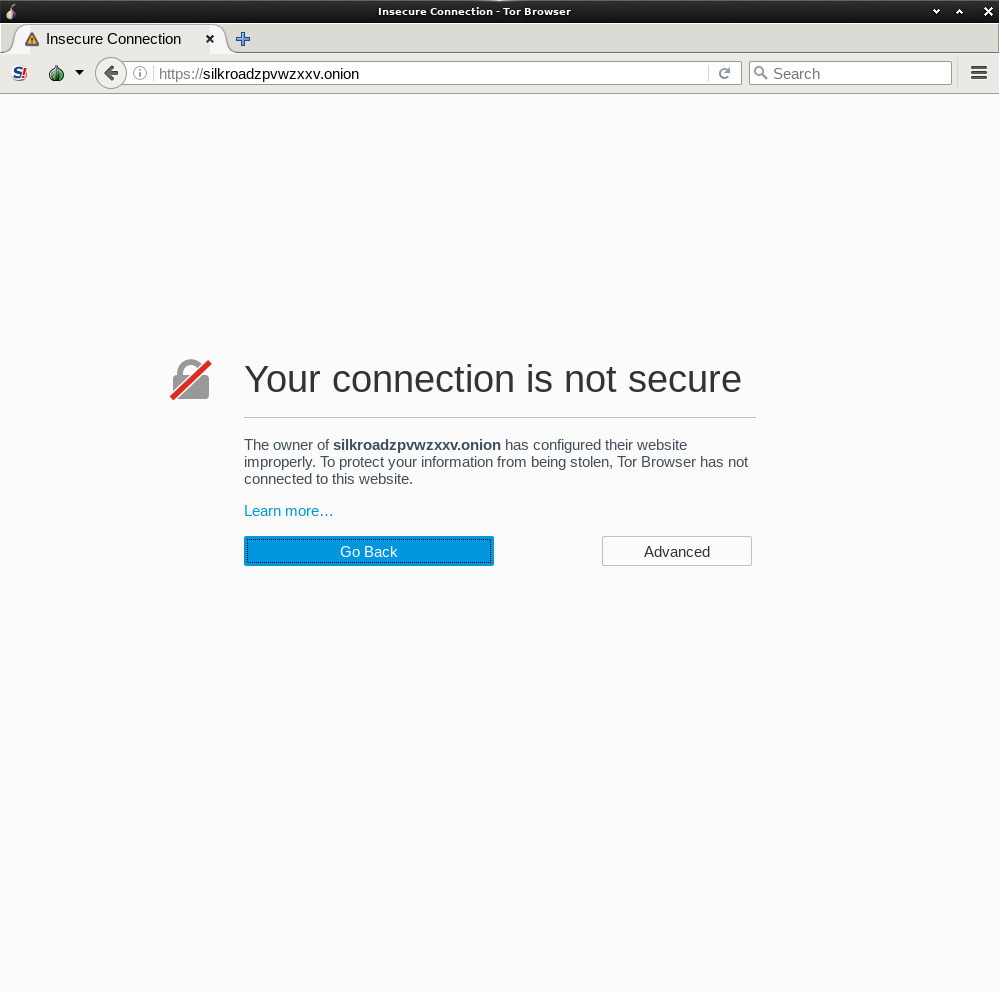 Insecure Connection - Tor Browser
Insecure Connection
S!
https://silkroadzpvwzxxv.onion
Search
Your connection is not secure
The owner of silkroadzpvwzxxv.onion has configured their website
improperly. To protect your information from being stolen, Tor Browser has not
connected to this website.
Learn more…
Go Back
Advanced